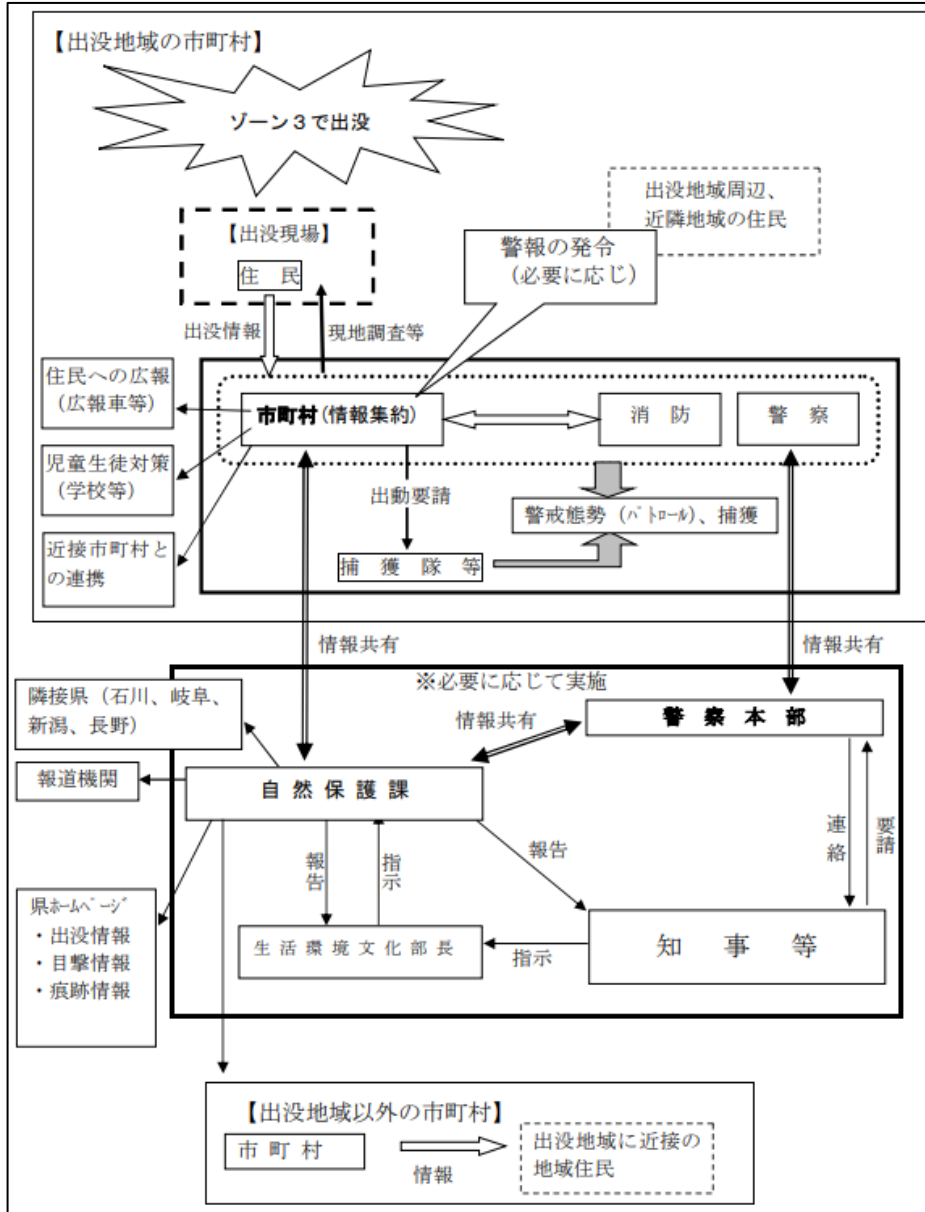 【出没地域の市町村】
ゾーン3で出没
出没地域周辺、
近隣地域の住民
【出没現場】
住 民
警報の発令
(必要に応じ)
出没情報
現地調査等
住民への広報
(広報車等)
市町村(情報集約)
消 防
警 察
児童生徒対策
(学校等)
出動要請
警戒態勢(パトロール)、捕獲
近接市町村と
の連携
捕 獲 隊 等
情報共有
情報共有
※必要に応じて実施
隣接県(石川、岐阜、
新潟、長野)
情報共有
警 察 本 部
報道機関
自 然 保 護 課
報告
指示
報告
連絡
要請
県ホームページ
・出没情報
・目撃情報
・痕跡情報
生 活 環 境 文 化 部 長
指示
知 事 等
【出没地域以外の市町村】
市 町 村
情報
出没地域に近接の
地域住民